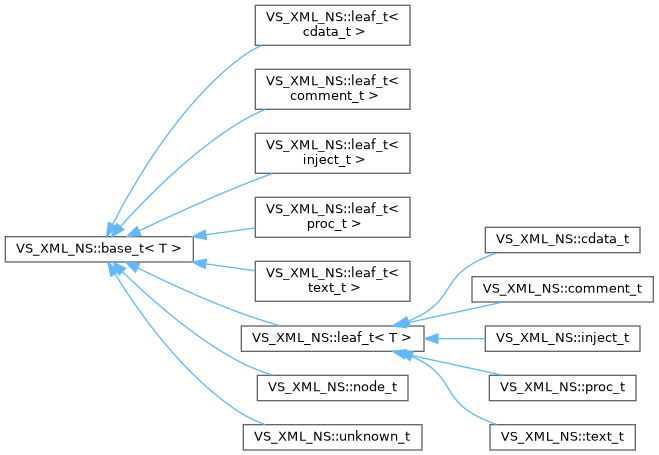 VS_XML_NS::leaf_t<
cdata_t >
VS_XML_NS::leaf_t<
comment_t >
VS_XML_NS::leaf_t<
inject_t >
VS_XML_NS::leaf_t<
proc_t >
VS_XML_NS::base_t< T >
VS_XML_NS::leaf_t<
text_t >
VS_XML_NS::leaf_t< T >
VS_XML_NS::node_t
VS_XML_NS::unknown_t
VS_XML_NS::cdata_t
VS_XML_NS::comment_t
VS_XML_NS::inject_t
VS_XML_NS::proc_t
VS_XML_NS::text_t